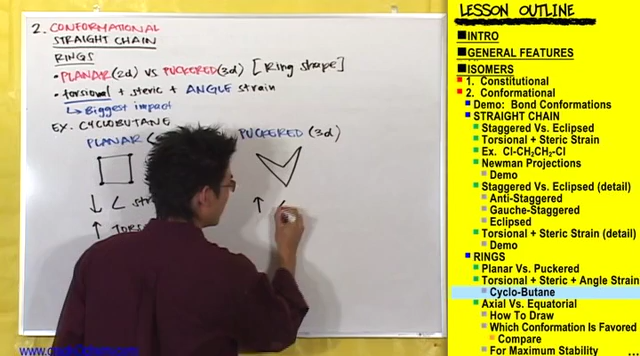 2. CONFORMATIONAL
STRAIGHT CHAIN
RINGS
• PLANAR (2d) VS PUCKERED (3d) [Ring shape]
• torsional + steric + ANGLE strain
↳ Biggest impact
EX. CYCLOBUTANE
PLANAR (
PUCKERED (3d)
↓ < str
↑ TORS
↑ <
LESSON OUTLINE
INTRO
GENERAL FEATURES
ISOMERS
1. Constitutional
2. Conformational
Demo: Bond Conformations
STRAIGHT CHAIN
Staggered Vs. Eclipsed
Torsional + Steric Strain
Ex. Cl-CH2CH2-Cl
Newman Projections
Demo
Staggered Vs. Eclipsed (detail)
Anti-Staggered
Gauche-Staggered
Eclipsed
Torsional + Steric Strain (detail)
Demo
RINGS
Planar Vs. Puckered
Torsional + Steric + Angle Strain
Cyclo-Butane
Axial Vs. Equatorial
How To Draw
Which Conformation Is Favored
Compare
For Maximum Stability
...